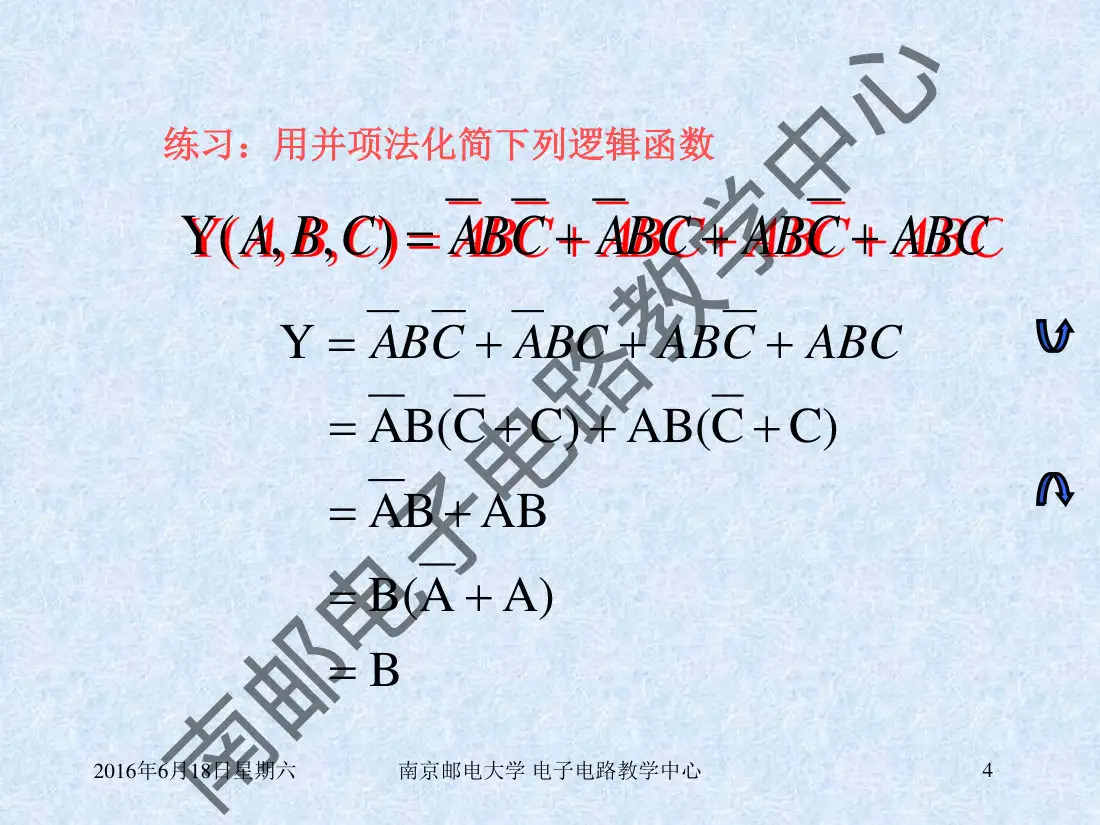 练习：用并项法化简下列逻辑函数
Y(A,B,C) = A̅BC̅ + A̅BC + ABC̅ + ABC
Y = A̅BC̅ + A̅BC + ABC̅ + ABC
= A̅B(C̅ + C) + AB(C̅ + C)
= A̅B + AB
= B(A̅ + A)
= B
南邮电子电路教学中心
2016年6月18日星期六 南京邮电大学 电子电路教学中心 4